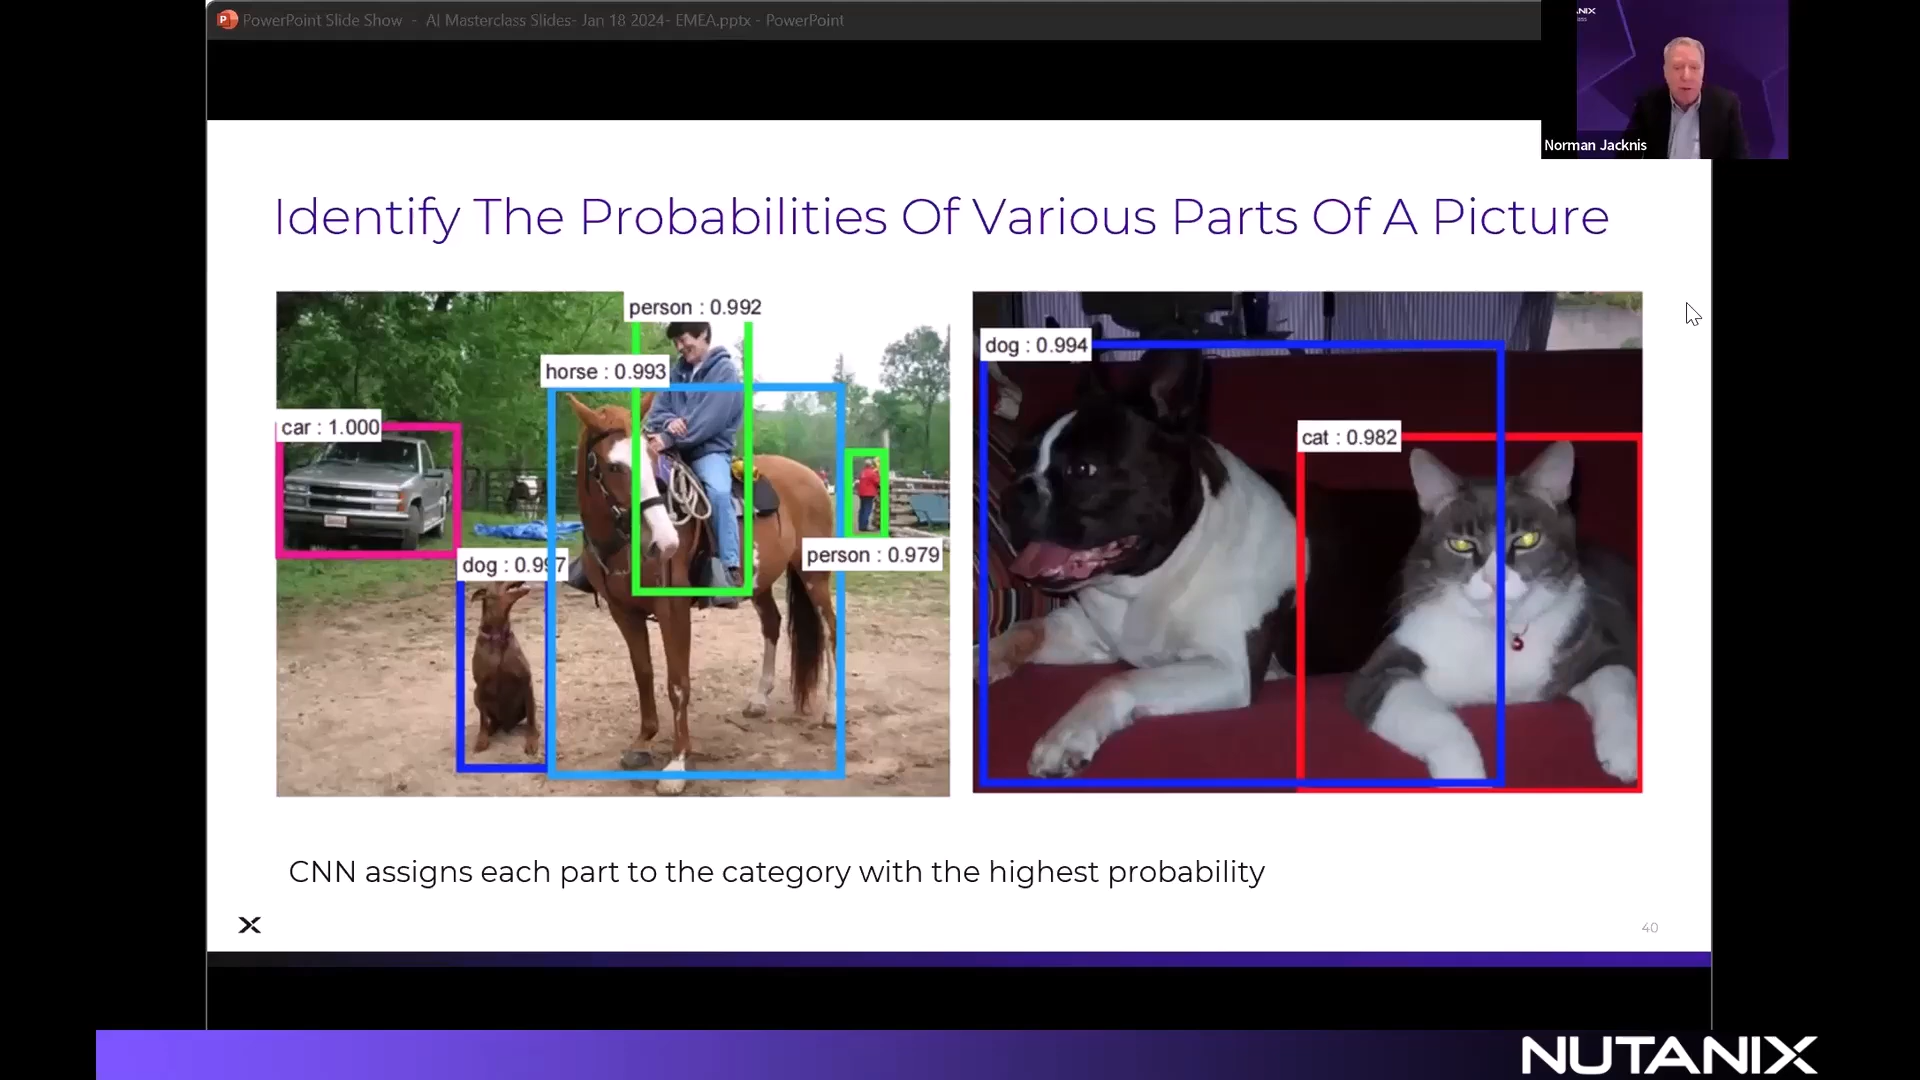 PowerPoint Slide Show - AI Masterclass Slides- Jan 18 2024- EMEA.pptx - PowerPoint
Norman Jacknis
Identify The Probabilities Of Various Parts Of A Picture
person : 0.992
horse : 0.993
car : 1.000
dog : 0.997
person : 0.979
dog : 0.994
cat : 0.982
CNN assigns each part to the category with the highest probability
40
NUTANIX